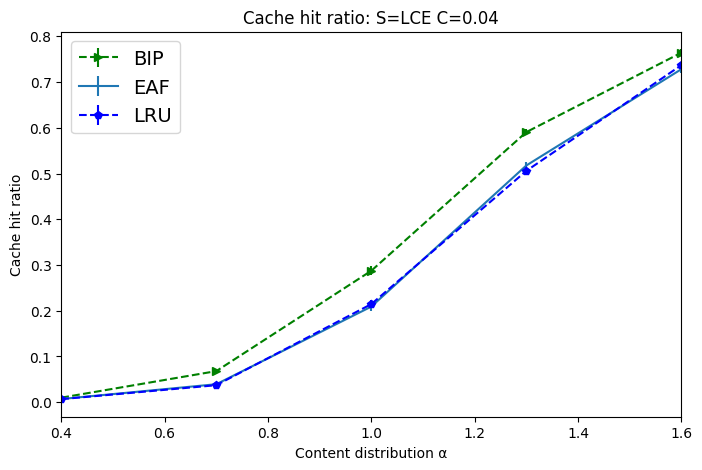 Cache hit ratio: S=LCE C=0.04
BIP
EAF
LRU
Cache hit ratio
0.8
0.7
0.6
0.5
0.4
0.3
0.2
0.1
0.0
0.4 0.6 0.8 1.0 1.2 1.4 1.6
Content distribution α